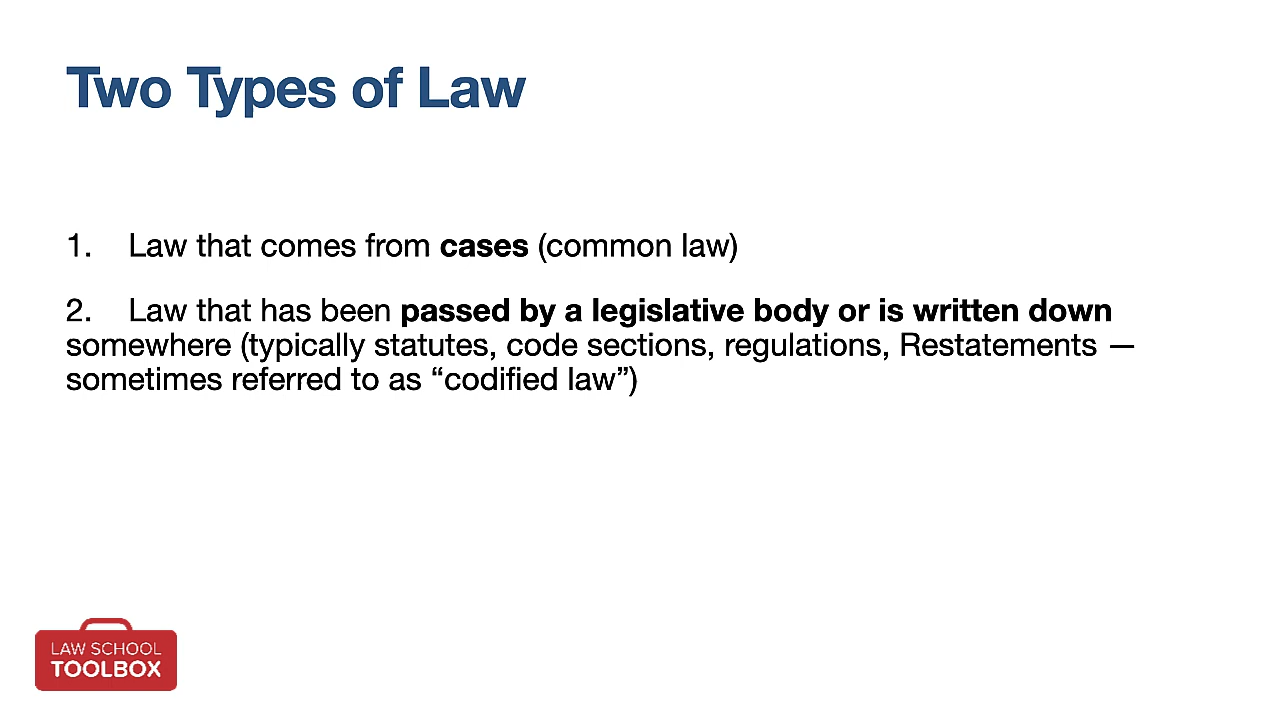 Two Types of Law
1. Law that comes from cases (common law)
2. Law that has been passed by a legislative body or is written down
somewhere (typically statutes, code sections, regulations, Restatements —
sometimes referred to as “codified law”)
LAW SCHOOL
TOOLBOX